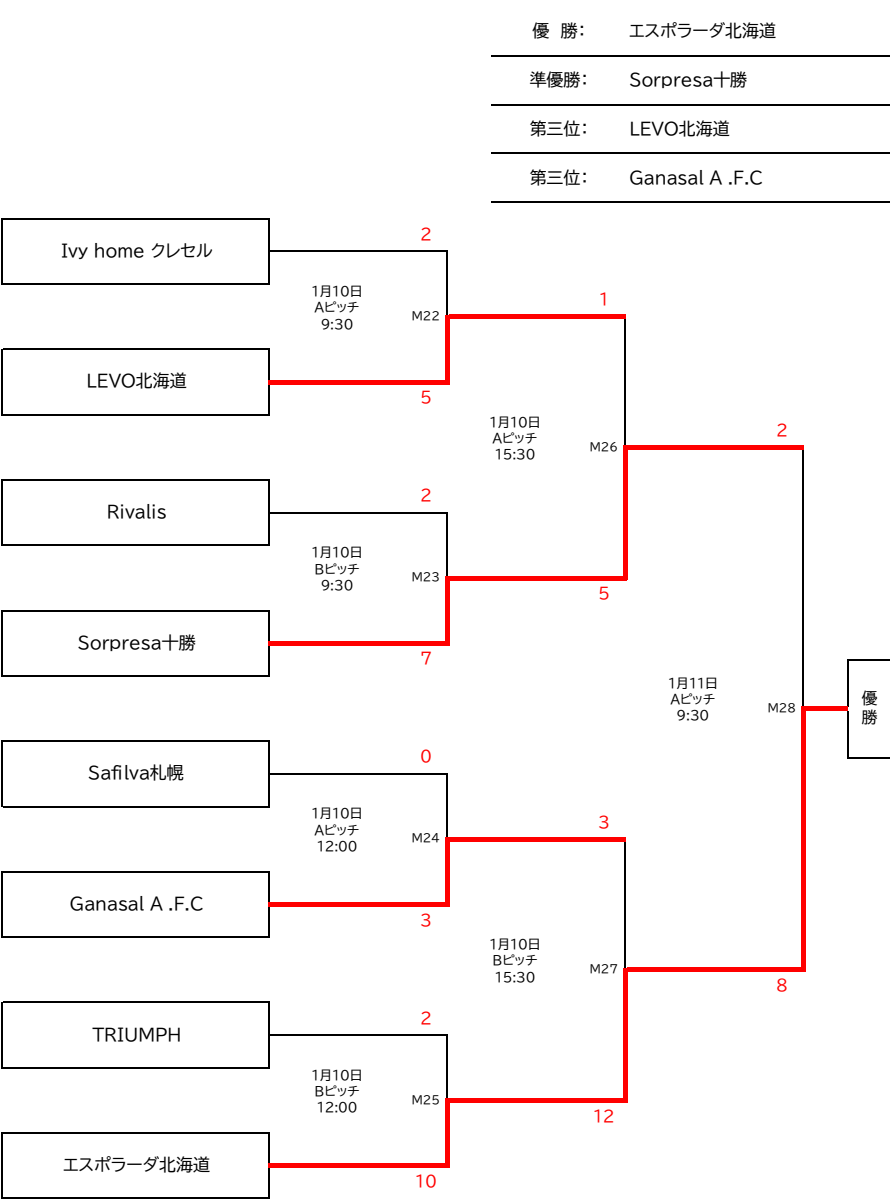 優 勝： エスポラーダ北海道
準優勝： Sorpresa十勝
第三位： LEVO北海道
第三位： Ganasal A .F.C
Ivy home クレセル
2
1月10日
Aピッチ
9:30
M22
1
LEVO北海道
5
1月10日
Aピッチ
15:30
M26
2
Rivalis
2
1月10日
Bピッチ
9:30
M23
5
Sorpresa十勝
7
1月11日
Aピッチ
9:30
M28
優
勝
Safilva札幌
0
1月10日
Aピッチ
12:00
M24
3
Ganasal A .F.C
3
1月10日
Bピッチ
15:30
M27
8
TRIUMPH
2
1月10日
Bピッチ
12:00
M25
12
エスポラーダ北海道
10